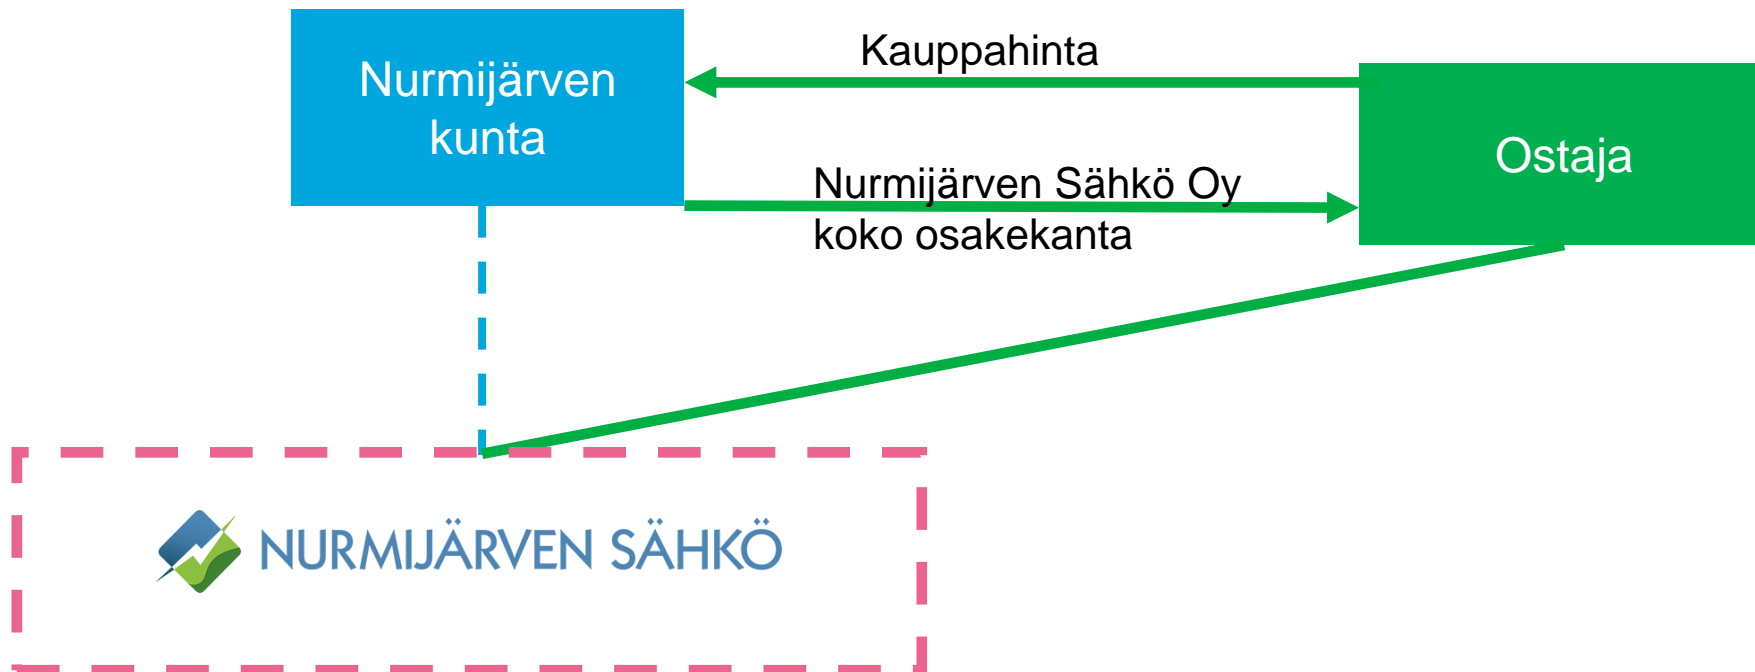 Nurmijärven
kunta
Kauppahinta
Nurmijärven Sähkö Oy
koko osakekanta
Ostaja
NURMIJÄRVEN SÄHKÖ